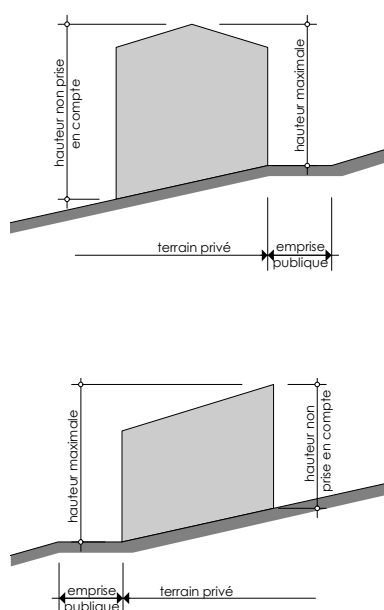 hauteur non prise
en compte
hauteur maximale
terrain privé
emprise
publique
hauteur maximale
hauteur non
prise en compte
emprise
publique
terrain privé